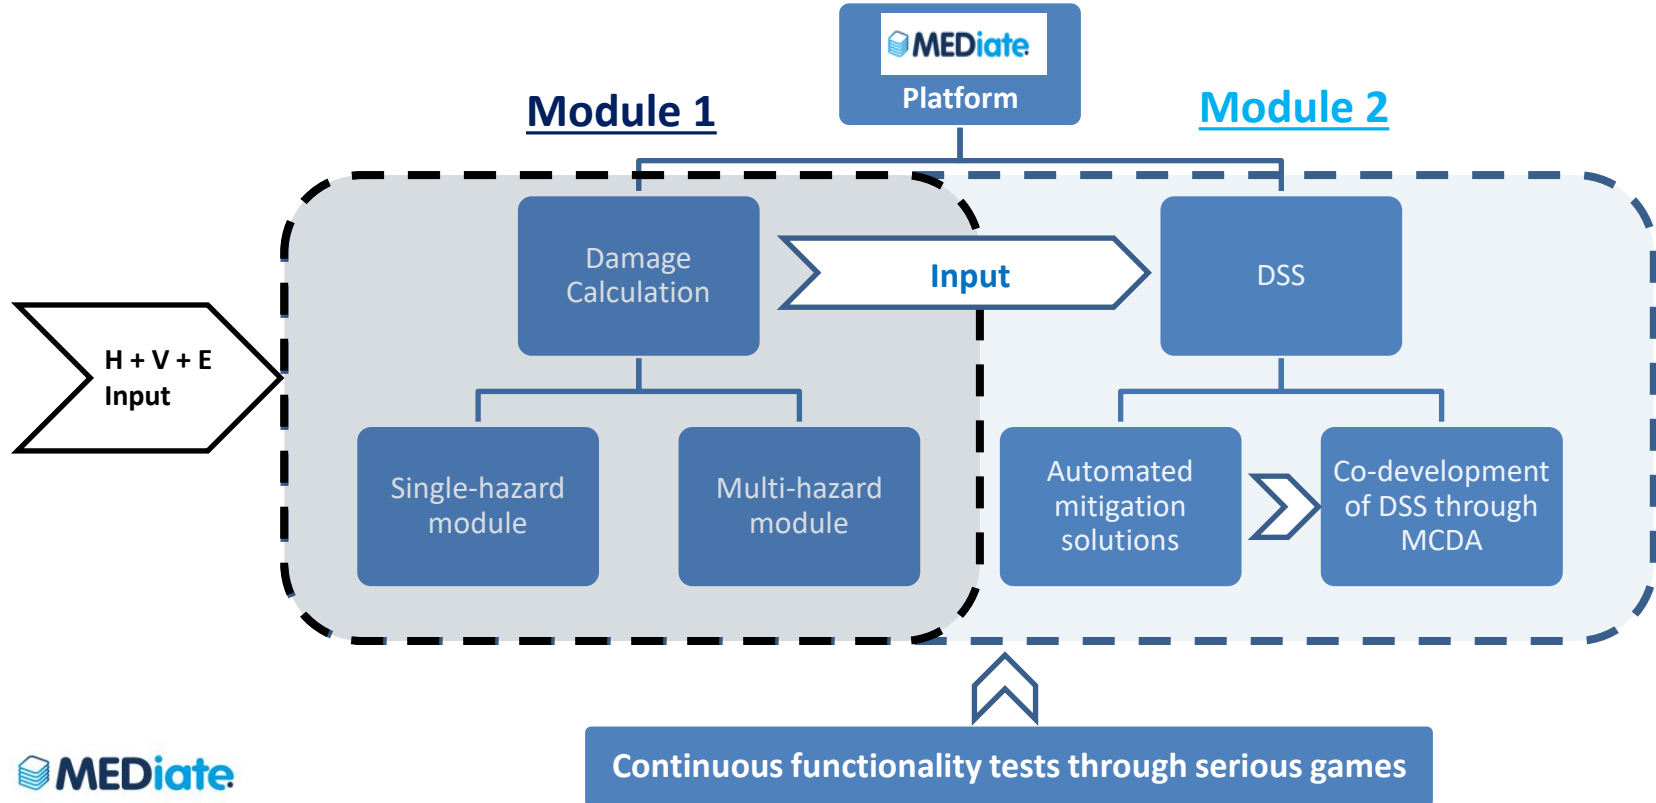 MEDiate
Platform
Module 1
Module 2
Damage
Calculation
Input
DSS
H + V + E
Input
Single-hazard
module
Multi-hazard
module
Automated
mitigation
solutions
Co-development
of DSS through
MCDA
Continuous functionality tests through serious games
MEDiate